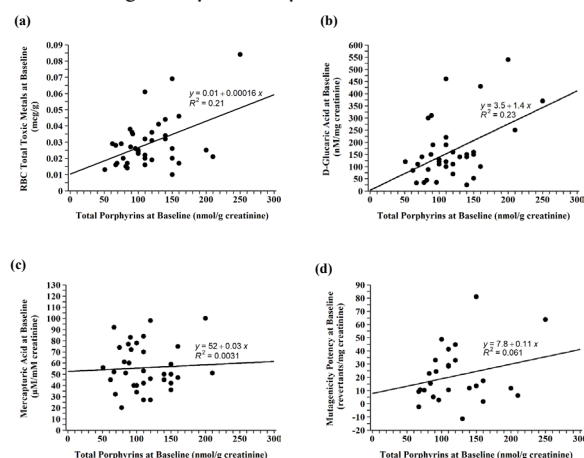 (a)
RBC Total Toxic Metals at Baseline
(mcg/g)
0.09
0.08
0.07
0.06
0.05
0.04
0.03
0.02
0.01
0
y = 0.01 + 0.00016 x
R² = 0.21
0 50 100 150 200 250 300
Total Porphyrins at Baseline (nmol/g creatinine)
(b)
D-Glucaric Acid at Baseline
(nM/mg creatinine)
600
550
500
450
400
350
300
250
200
150
100
50
0
y = 3.5 + 1.4 x
R² = 0.23
0 50 100 150 200 250 300
Total Porphyrins at Baseline (nmol/g creatinine)
(c)
Mercapturic Acid at Baseline
(µM/mM creatinine)
130
120
110
100
90
80
70
60
50
40
30
20
10
0
y = 52 + 0.03 x
R² = 0.0031
0 50 100 150 200 250 300
Total Porphyrins at Baseline (nmol/g creatinine)
(d)
Mutagenicity Potency at Baseline
(revertants/mg creatinine)
90
80
70
60
50
40
30
20
10
0
-10
-20
y = 7.8 + 0.11 x
R² = 0.061
0 50 100 150 200 250 300
Total Porphyrins at Baseline (nmol/g creatinine)